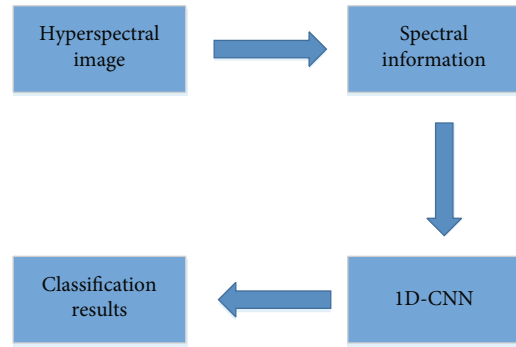 Hyperspectral
image
Spectral
information
1D-CNN
Classification
results